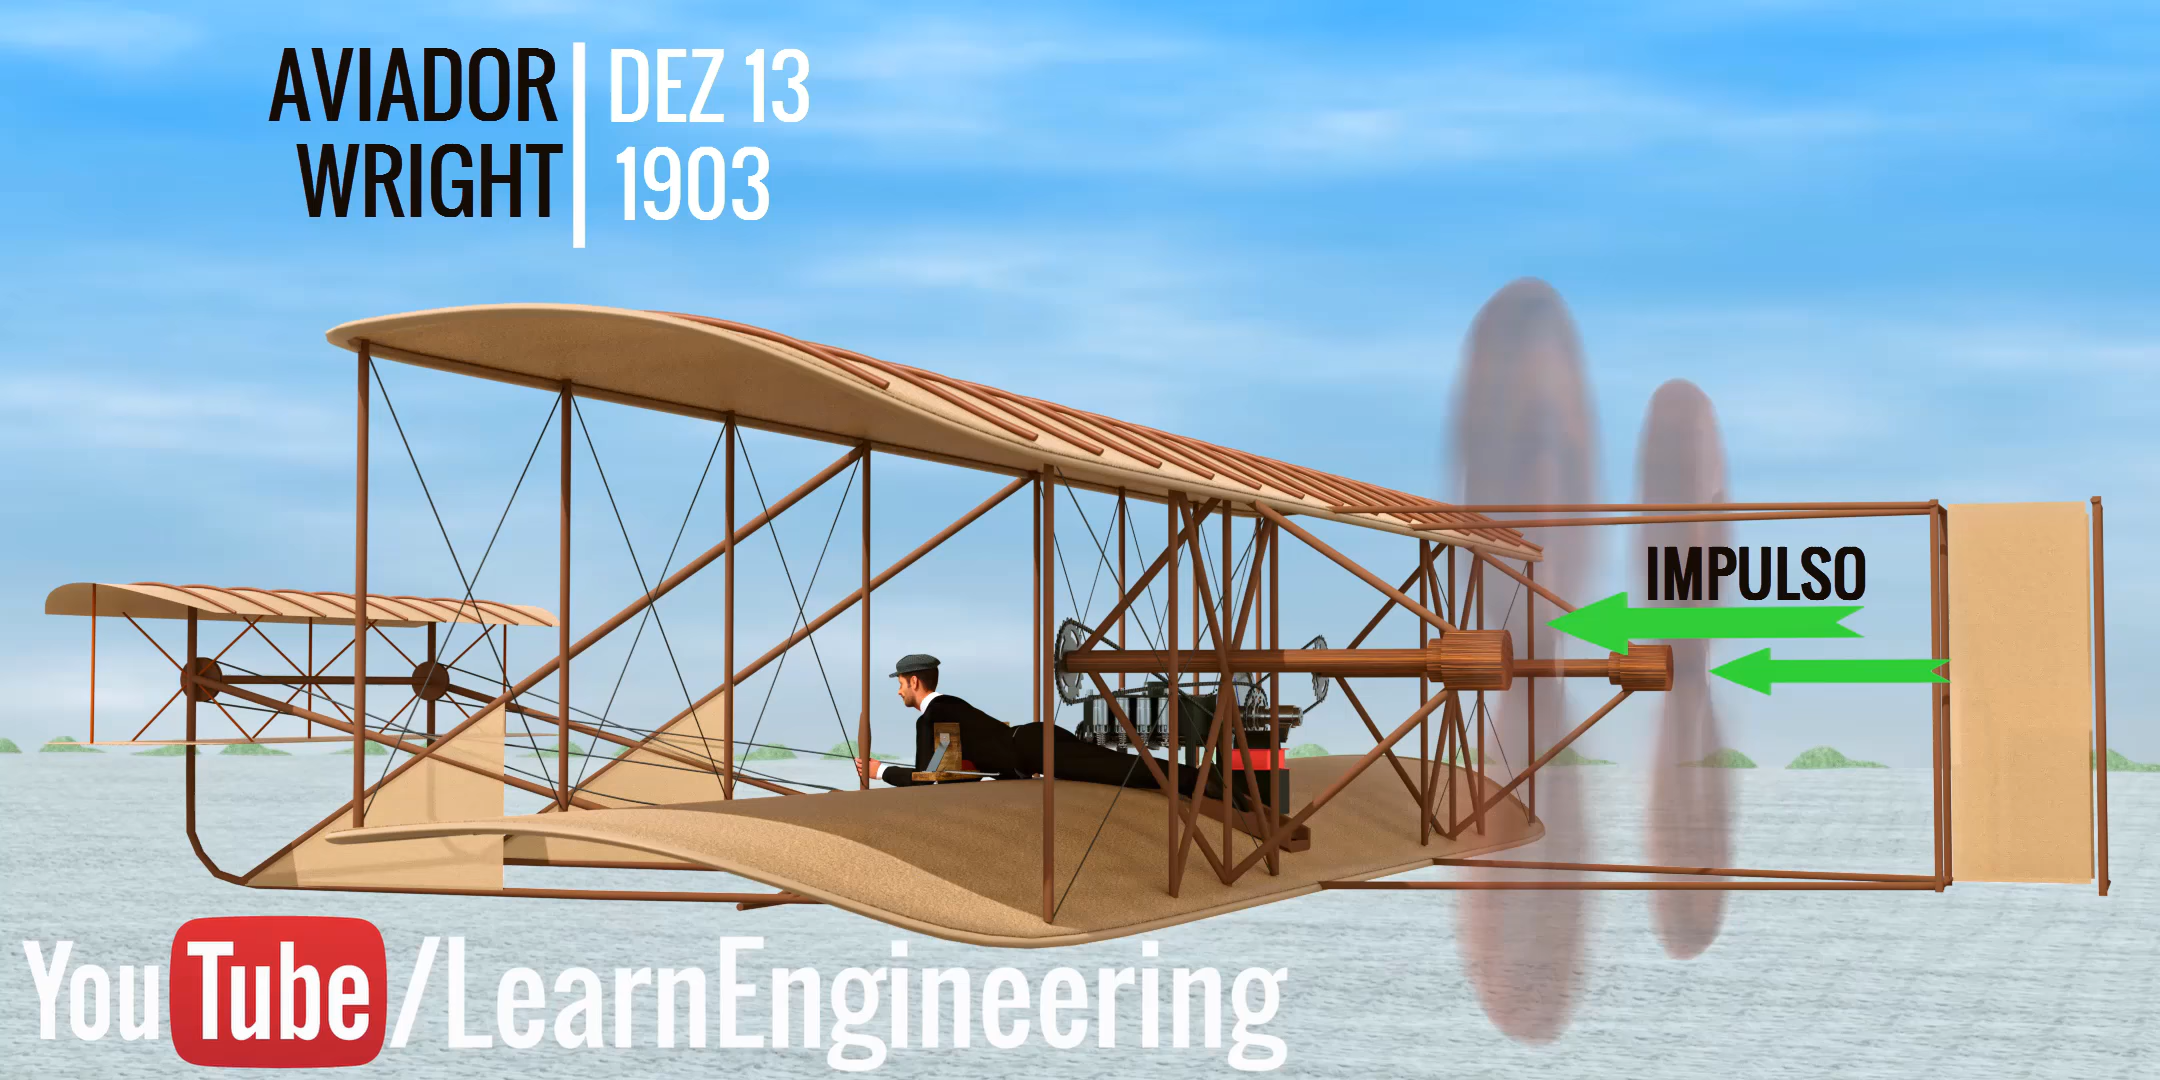 AVIADOR
WRIGHT
DEZ 13
1903
IMPULSO
YouTube/LearnEngineering